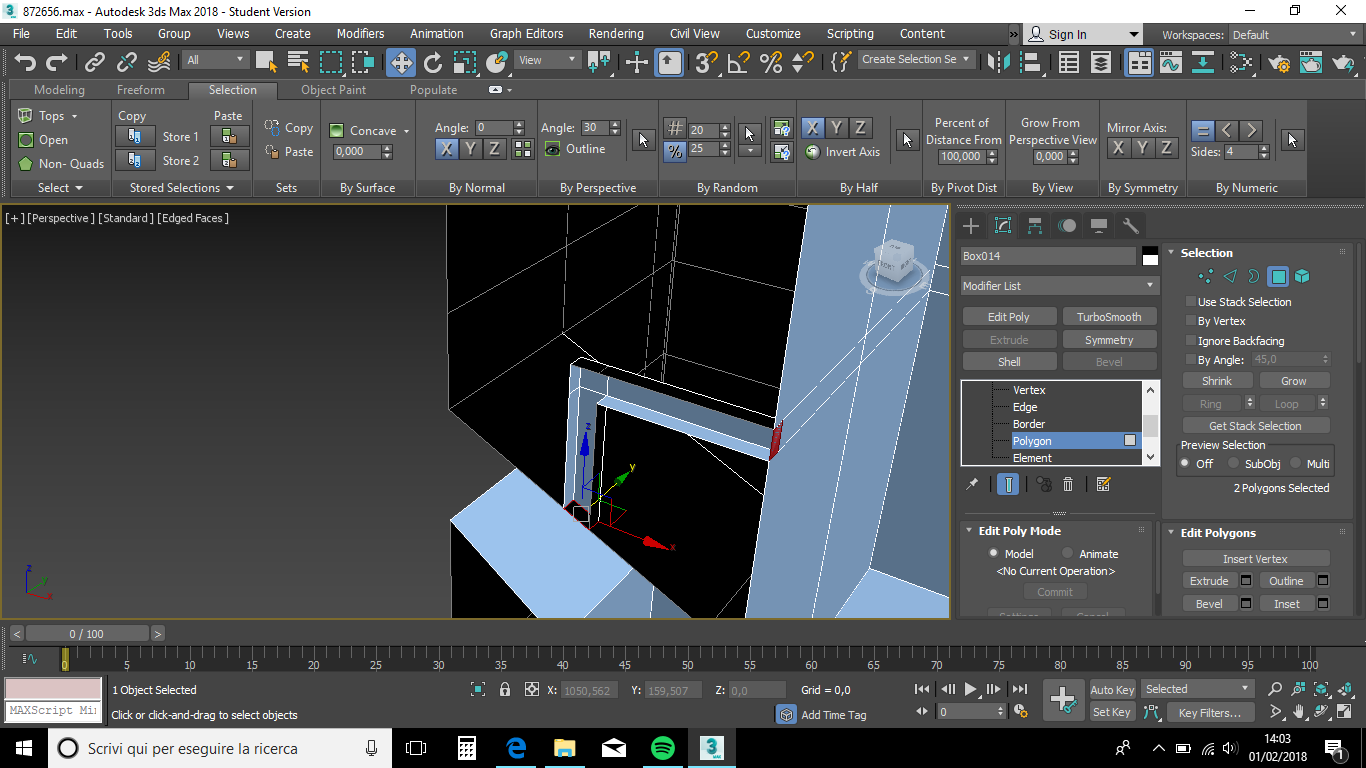 872656.max - Autodesk 3ds Max 2018 - Student Version
File Edit Tools Group Views Create Modifiers Animation Graph Editors Rendering Civil View Customize Scripting Content » Sign In Workspaces: Default
All View Create Selection Se
Modeling Freeform Selection Object Paint Populate
Tops Copy Paste
Open Store 1
Non- Quads Store 2
Copy
Paste
Concave
0,000
Angle: 0
X Y Z
Angle: 30
Outline
# 20
% 25
X Y Z
Invert Axis
Percent of
Distance From
100,000
Grow From
Perspective View
0,000
Mirror Axis:
X Y Z
= < >
Sides: 4
Select Stored Selections Sets By Surface By Normal By Perspective By Random By Half By Pivot Dist By View By Symmetry By Numeric
[+] [Perspective] [Standard] [Edged Faces]
z
y
x
z
y
x
Box014
Modifier List
Edit Poly TurboSmooth
Extrude Symmetry
Shell Bevel
Vertex
Edge
Border
Polygon
Element
Edit Poly Mode
Model Animate
<No Current Operation>
Commit
Settings Cancel
Selection
Use Stack Selection
By Vertex
Ignore Backfacing
By Angle: 45,0
Shrink Grow
Ring Loop
Get Stack Selection
Preview Selection
Off SubObj Multi
2 Polygons Selected
Edit Polygons
Insert Vertex
Extrude Outline
Bevel Inset
< 0 / 100 >
0 5 10 15 20 25 30 35 40 45 50 55 60 65 70 75 80 85 90 95 100
1 Object Selected X: 1050,562 Y: 159,507 Z: 0,0 Grid = 0,0 Auto Key Selected
MAXScript Mi
Click or click-and-drag to select objects Add Time Tag 0 Set Key Key Filters...
Scrivi qui per eseguire la ricerca
3
MAX
14:03
01/02/2018
1